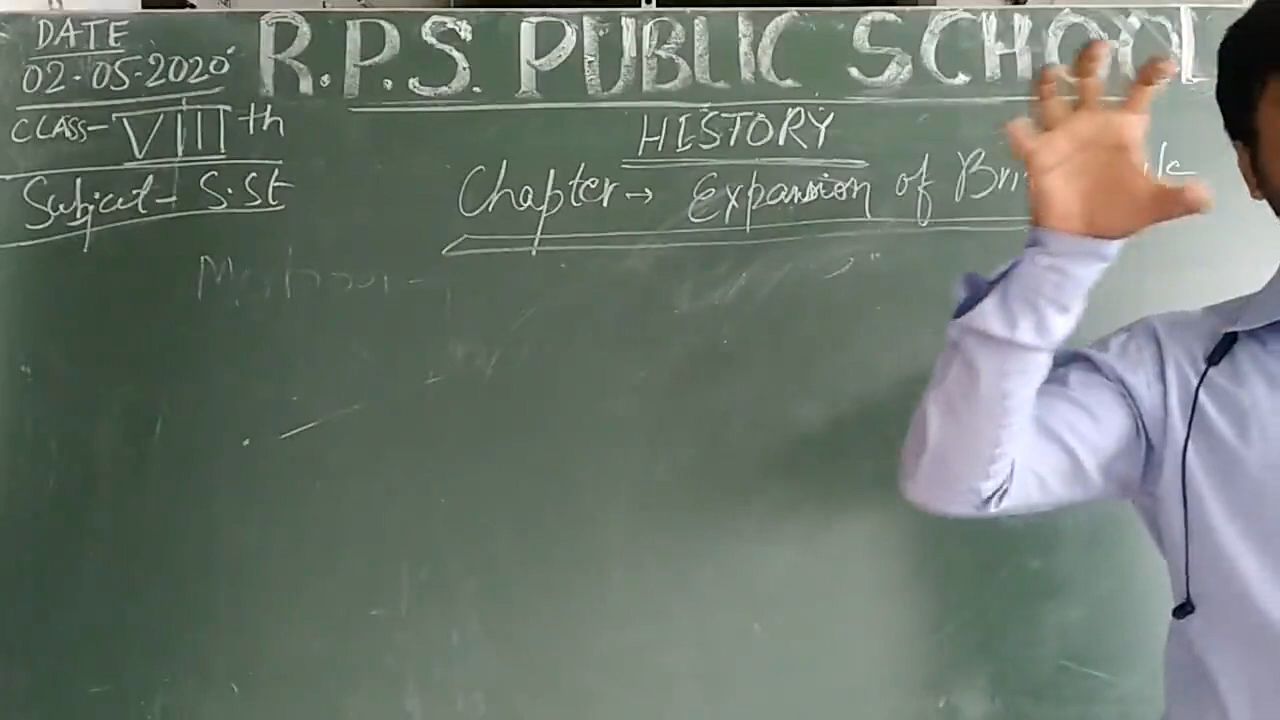 R.P.S. PUBLIC SCHOOL
DATE
02-05-2020
CLASS- VIII th
Subject - S.St
HISTORY
Chapter → Expansion of